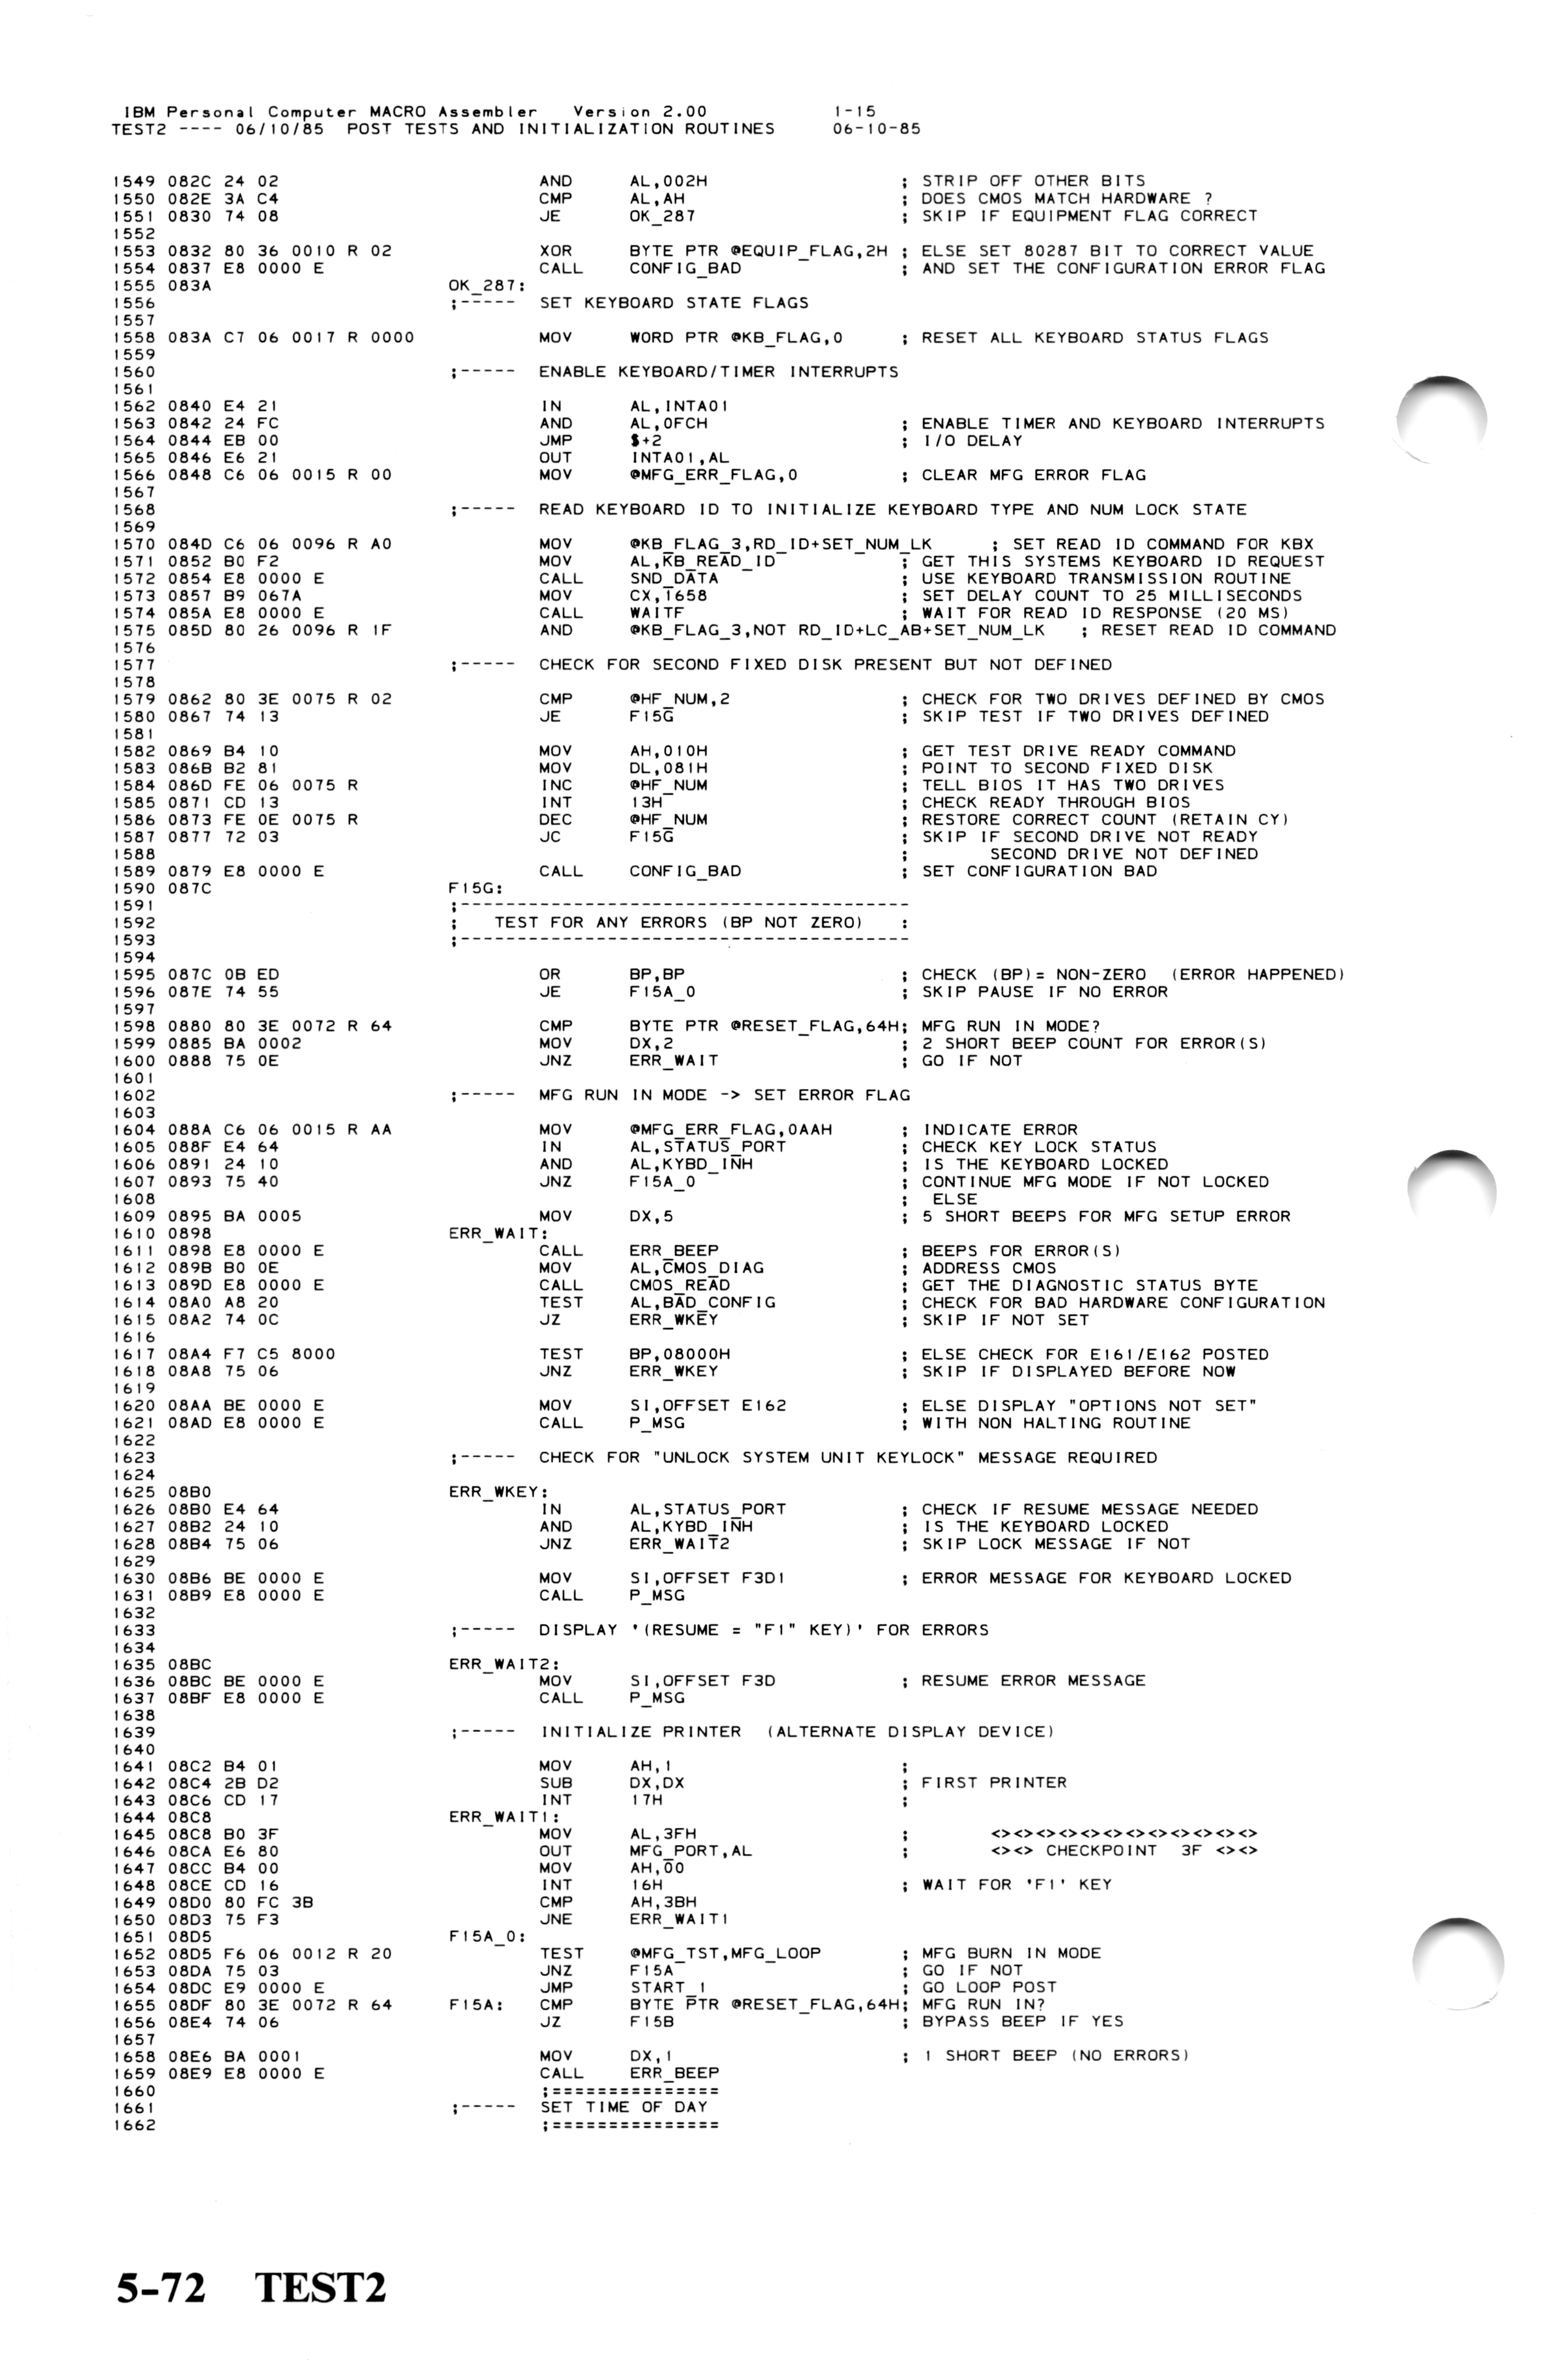 IBM Personal Computer MACRO Assembler   Version 2.00           1-15
TEST2 ---- 06/10/85  POST TESTS AND INITIALIZATION ROUTINES     06-10-85
1549 082C 24 02                         AND     AL,002H                 ; STRIP OFF OTHER BITS
1550 082E 3A C4                         CMP     AL,AH                   ; DOES CMOS MATCH HARDWARE ?
1551 0830 74 08                         JE      OK_287                  ; SKIP IF EQUIPMENT FLAG CORRECT
1552
1553 0832 80 36 0010 R 02               XOR     BYTE PTR @EQUIP_FLAG,2H ; ELSE SET 80287 BIT TO CORRECT VALUE
1554 0837 E8 0000 E                     CALL    CONFIG_BAD              ; AND SET THE CONFIGURATION ERROR FLAG
1555 083A                       OK_287:
1556                            ;-----  SET KEYBOARD STATE FLAGS
1557
1558 083A C7 06 0017 R 0000             MOV     WORD PTR @KB_FLAG,0     ; RESET ALL KEYBOARD STATUS FLAGS
1559
1560                            ;-----  ENABLE KEYBOARD/TIMER INTERRUPTS
1561
1562 0840 E4 21                         IN      AL,INTA01
1563 0842 24 FC                         AND     AL,0FCH                 ; ENABLE TIMER AND KEYBOARD INTERRUPTS
1564 0844 EB 00                         JMP     $+2                     ; I/O DELAY
1565 0846 E6 21                         OUT     INTA01,AL
1566 0848 C6 06 0015 R 00               MOV     @MFG_ERR_FLAG,0         ; CLEAR MFG ERROR FLAG
1567
1568                            ;-----  READ KEYBOARD ID TO INITIALIZE KEYBOARD TYPE AND NUM LOCK STATE
1569
1570 084D C6 06 0096 R A0               MOV     @KB_FLAG_3,RD_ID+SET_NUM_LK     ; SET READ ID COMMAND FOR KBX
1571 0852 B0 F2                         MOV     AL,KB_READ_ID           ; GET THIS SYSTEMS KEYBOARD ID REQUEST
1572 0854 E8 0000 E                     CALL    SND_DATA                ; USE KEYBOARD TRANSMISSION ROUTINE
1573 0857 B9 067A                       MOV     CX,1658                 ; SET DELAY COUNT TO 25 MILLISECONDS
1574 085A E8 0000 E                     CALL    WAITF                   ; WAIT FOR READ ID RESPONSE (20 MS)
1575 085D 80 26 0096 R 1F               AND     @KB_FLAG_3,NOT RD_ID+LC_AB+SET_NUM_LK   ; RESET READ ID COMMAND
1576
1577                            ;-----  CHECK FOR SECOND FIXED DISK PRESENT BUT NOT DEFINED
1578
1579 0862 80 3E 0075 R 02               CMP     @HF_NUM,2               ; CHECK FOR TWO DRIVES DEFINED BY CMOS
1580 0867 74 13                         JE      F15G                    ; SKIP TEST IF TWO DRIVES DEFINED
1581
1582 0869 B4 10                         MOV     AH,010H                 ; GET TEST DRIVE READY COMMAND
1583 086B B2 81                         MOV     DL,081H                 ; POINT TO SECOND FIXED DISK
1584 086D FE 06 0075 R                  INC     @HF_NUM                 ; TELL BIOS IT HAS TWO DRIVES
1585 0871 CD 13                         INT     13H                     ; CHECK READY THROUGH BIOS
1586 0873 FE 0E 0075 R                  DEC     @HF_NUM                 ; RESTORE CORRECT COUNT (RETAIN CY)
1587 0877 72 03                         JC      F15G                    ; SKIP IF SECOND DRIVE NOT READY
1588                                                                    ;       SECOND DRIVE NOT DEFINED
1589 0879 E8 0000 E                     CALL    CONFIG_BAD              ; SET CONFIGURATION BAD
1590 087C                       F15G:
1591                            ;----------------------------------------
1592                            ;   TEST FOR ANY ERRORS (BP NOT ZERO)    :
1593                            ;----------------------------------------
1594
1595 087C 0B ED                         OR      BP,BP                   ; CHECK (BP)= NON-ZERO  (ERROR HAPPENED)
1596 087E 74 55                         JE      F15A_0                  ; SKIP PAUSE IF NO ERROR
1597
1598 0880 80 3E 0072 R 64               CMP     BYTE PTR @RESET_FLAG,64H; MFG RUN IN MODE?
1599 0885 BA 0002                       MOV     DX,2                    ; 2 SHORT BEEP COUNT FOR ERROR(S)
1600 0888 75 0E                         JNZ     ERR_WAIT                ; GO IF NOT
1601
1602                            ;-----  MFG RUN IN MODE -> SET ERROR FLAG
1603
1604 088A C6 06 0015 R AA               MOV     @MFG_ERR_FLAG,0AAH      ; INDICATE ERROR
1605 088F E4 64                         IN      AL,STATUS_PORT          ; CHECK KEY LOCK STATUS
1606 0891 24 10                         AND     AL,KYBD_INH             ; IS THE KEYBOARD LOCKED
1607 0893 75 40                         JNZ     F15A_0                  ; CONTINUE MFG MODE IF NOT LOCKED
1608                                                                    ;  ELSE
1609 0895 BA 0005                       MOV     DX,5                    ; 5 SHORT BEEPS FOR MFG SETUP ERROR
1610 0898                       ERR_WAIT:
1611 0898 E8 0000 E                     CALL    ERR_BEEP                ; BEEPS FOR ERROR(S)
1612 089B B0 0E                         MOV     AL,CMOS_DIAG            ; ADDRESS CMOS
1613 089D E8 0000 E                     CALL    CMOS_READ               ; GET THE DIAGNOSTIC STATUS BYTE
1614 08A0 A8 20                         TEST    AL,BAD_CONFIG           ; CHECK FOR BAD HARDWARE CONFIGURATION
1615 08A2 74 0C                         JZ      ERR_WKEY                ; SKIP IF NOT SET
1616
1617 08A4 F7 C5 8000                    TEST    BP,08000H               ; ELSE CHECK FOR E161/E162 POSTED
1618 08A8 75 06                         JNZ     ERR_WKEY                ; SKIP IF DISPLAYED BEFORE NOW
1619
1620 08AA BE 0000 E                     MOV     SI,OFFSET E162          ; ELSE DISPLAY "OPTIONS NOT SET"
1621 08AD E8 0000 E                     CALL    P_MSG                   ; WITH NON HALTING ROUTINE
1622
1623                            ;-----  CHECK FOR "UNLOCK SYSTEM UNIT KEYLOCK" MESSAGE REQUIRED
1624
1625 08B0                       ERR_WKEY:
1626 08B0 E4 64                         IN      AL,STATUS_PORT          ; CHECK IF RESUME MESSAGE NEEDED
1627 08B2 24 10                         AND     AL,KYBD_INH             ; IS THE KEYBOARD LOCKED
1628 08B4 75 06                         JNZ     ERR_WAIT2               ; SKIP LOCK MESSAGE IF NOT
1629
1630 08B6 BE 0000 E                     MOV     SI,OFFSET F3D1          ; ERROR MESSAGE FOR KEYBOARD LOCKED
1631 08B9 E8 0000 E                     CALL    P_MSG
1632
1633                            ;-----  DISPLAY '(RESUME = "F1" KEY)' FOR ERRORS
1634
1635 08BC                       ERR_WAIT2:
1636 08BC BE 0000 E                     MOV     SI,OFFSET F3D           ; RESUME ERROR MESSAGE
1637 08BF E8 0000 E                     CALL    P_MSG
1638
1639                            ;-----  INITIALIZE PRINTER  (ALTERNATE DISPLAY DEVICE)
1640
1641 08C2 B4 01                         MOV     AH,1                    ;
1642 08C4 2B D2                         SUB     DX,DX                   ; FIRST PRINTER
1643 08C6 CD 17                         INT     17H                     ;
1644 08C8                       ERR_WAIT1:
1645 08C8 B0 3F                         MOV     AL,3FH                  ;       <><><><><><><><><><><><>
1646 08CA E6 80                         OUT     MFG_PORT,AL             ;       <><> CHECKPOINT  3F <><>
1647 08CC B4 00                         MOV     AH,00
1648 08CE CD 16                         INT     16H                     ; WAIT FOR 'F1' KEY
1649 08D0 80 FC 3B                      CMP     AH,3BH
1650 08D3 75 F3                         JNE     ERR_WAIT1
1651 08D5                       F15A_0:
1652 08D5 F6 06 0012 R 20               TEST    @MFG_TST,MFG_LOOP       ; MFG BURN IN MODE
1653 08DA 75 03                         JNZ     F15A                    ; GO IF NOT
1654 08DC E9 0000 E                     JMP     START_1                 ; GO LOOP POST
1655 08DF 80 3E 0072 R 64       F15A:   CMP     BYTE PTR @RESET_FLAG,64H; MFG RUN IN?
1656 08E4 74 06                         JZ      F15B                    ; BYPASS BEEP IF YES
1657
1658 08E6 BA 0001                       MOV     DX,1                    ; 1 SHORT BEEP (NO ERRORS)
1659 08E9 E8 0000 E                     CALL    ERR_BEEP
1660                                    ;===============
1661                            ;-----  SET TIME OF DAY
1662                                    ;===============
5-72   TEST2